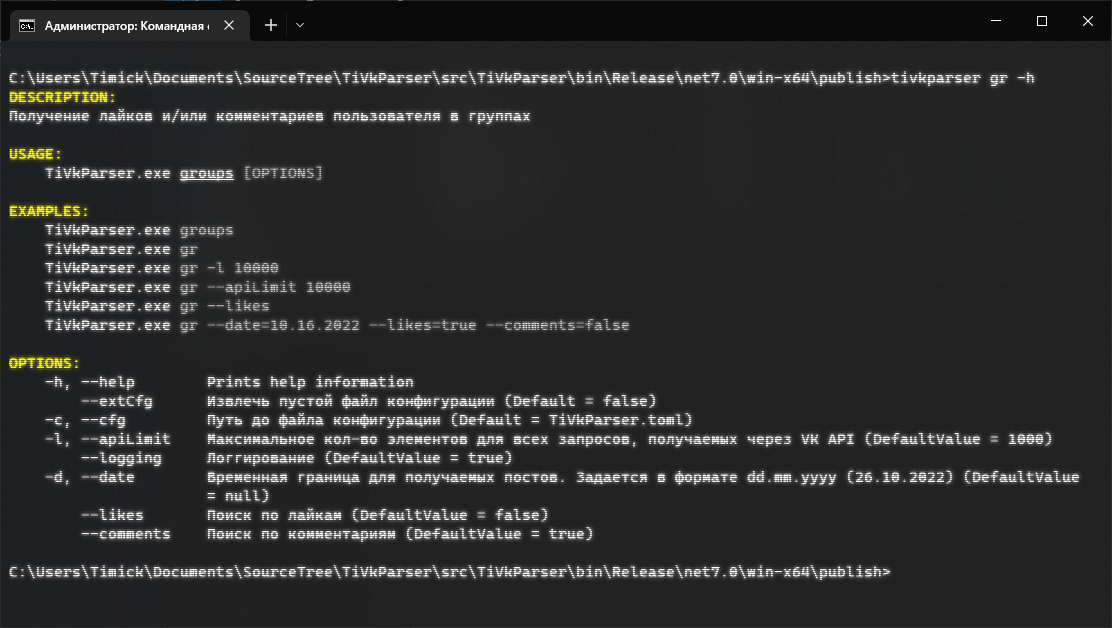 Администратор: Командная с
C:\Users\Timick\Documents\SourceTree\TiVkParser\src\TiVkParser\bin\Release\net7.0\win-x64\publish>tivkparser gr -h
DESCRIPTION:
Получение лайков и/или комментариев пользователя в группах
USAGE:
TiVkParser.exe groups [OPTIONS]
EXAMPLES:
TiVkParser.exe groups
TiVkParser.exe gr
TiVkParser.exe gr -l 10000
TiVkParser.exe gr --apiLimit 10000
TiVkParser.exe gr --likes
TiVkParser.exe gr --date=10.16.2022 --likes=true --comments=false
OPTIONS:
-h, --help Prints help information
--extCfg Извлечь пустой файл конфигурации (Default = false)
-c, --cfg Путь до файла конфигурации (Default = TiVkParser.toml)
-l, --apiLimit Максимальное кол-во элементов для всех запросов, получаемых через VK API (DefaultValue = 1000)
--logging Логгирование (DefaultValue = true)
-d, --date Временная граница для получаемых постов. Задается в формате dd.mm.yyyy (26.10.2022) (DefaultValue
= null)
--likes Поиск по лайкам (DefaultValue = false)
--comments Поиск по комментариям (DefaultValue = true)
C:\Users\Timick\Documents\SourceTree\TiVkParser\src\TiVkParser\bin\Release\net7.0\win-x64\publish>